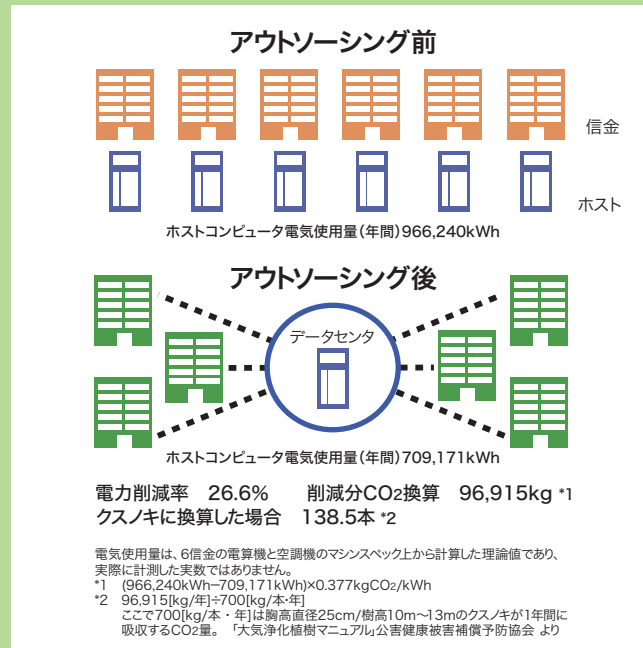 アウトソーシング前
信金
ホスト
ホストコンピュータ電気使用量(年間)966,240kWh
アウトソーシング後
データセンタ
ホストコンピュータ電気使用量(年間)709,171kWh
電力削減率 26.6% 削減分CO2換算 96,915kg *1
クスノキに換算した場合 138.5本 *2
電気使用量は、6信金の電算機と空調機のマシンスペック上から計算した理論値であり、
実際に計測した実数ではありません。
*1 (966,240kWh−709,171kWh)×0.377kgCO2/kWh
*2 96,915[kg/年]÷700[kg/本・年]
ここで700[kg/本・年]は胸高直径25cm/樹高10m〜13mのクスノキが1年間に
吸収するCO2量。 「大気浄化植樹マニュアル」公害健康被害補償予防協会 より